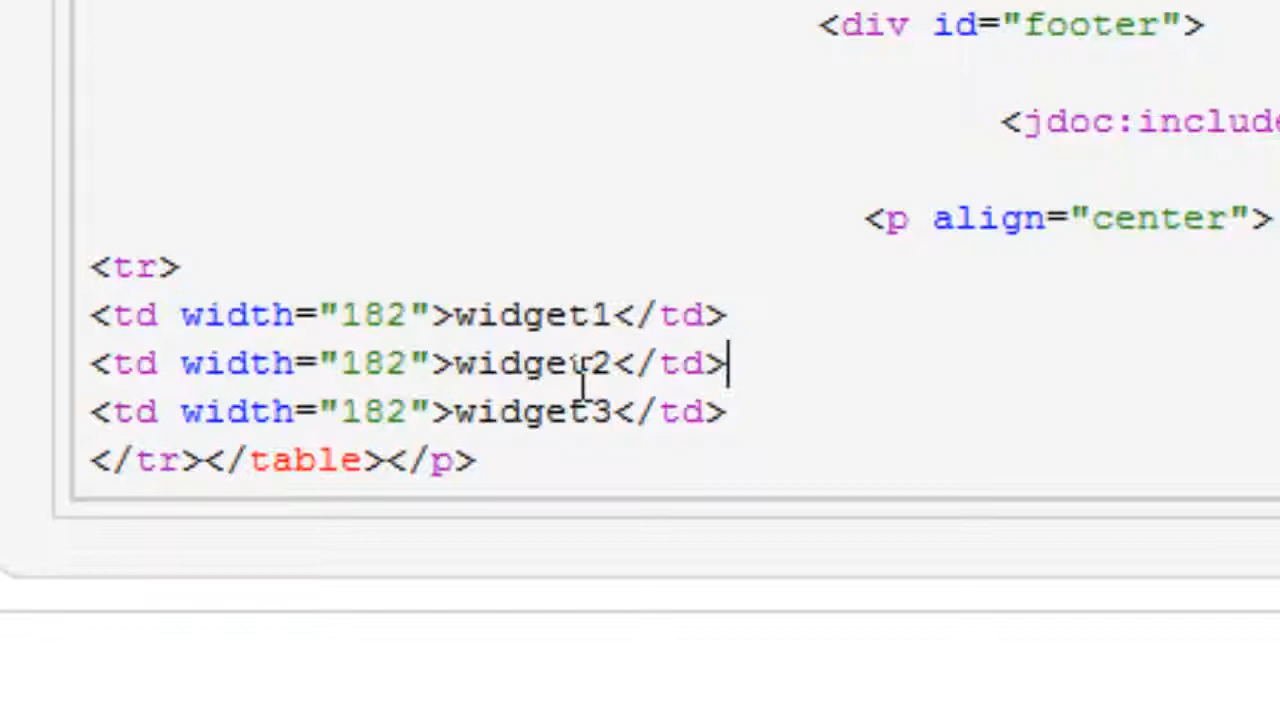 <div id="footer">
<jdoc:include
<p align="center">
<tr>
<td width="182">widget1</td>
<td width="182">widget2</td>
<td width="182">widget3</td>
</tr></table></p>